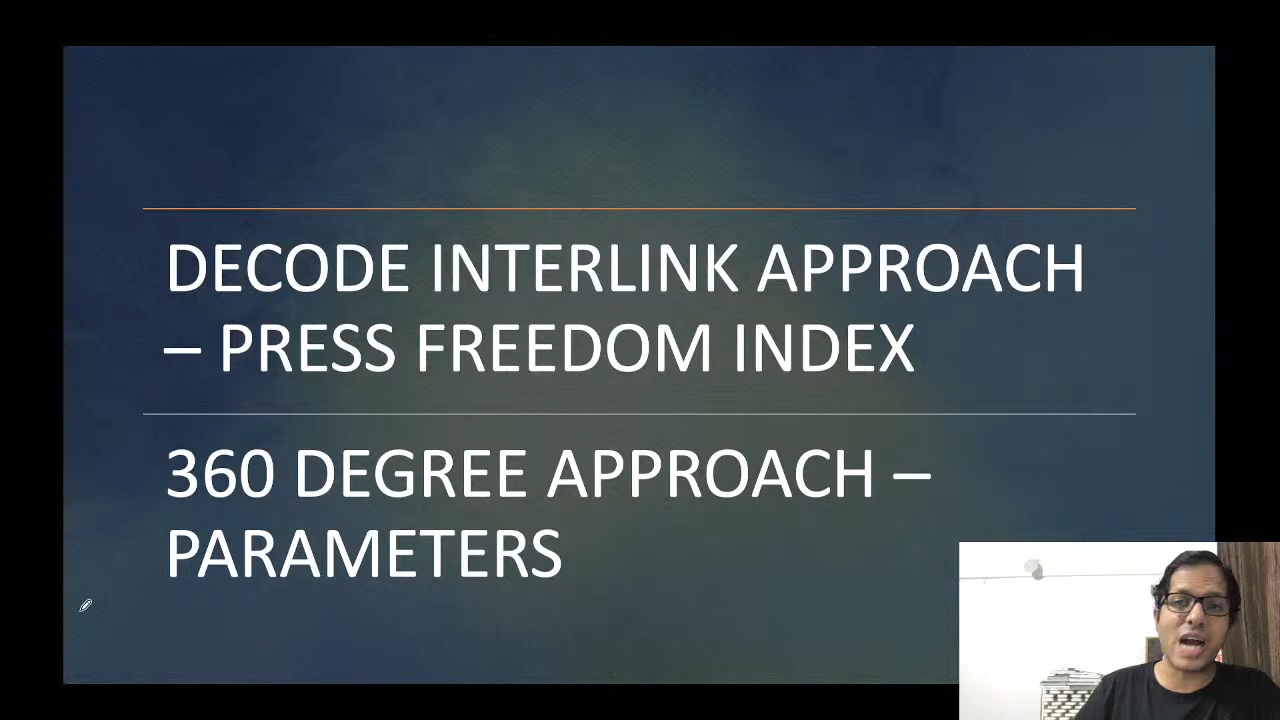 DECODE INTERLINK APPROACH
– PRESS FREEDOM INDEX
360 DEGREE APPROACH –
PARAMETERS